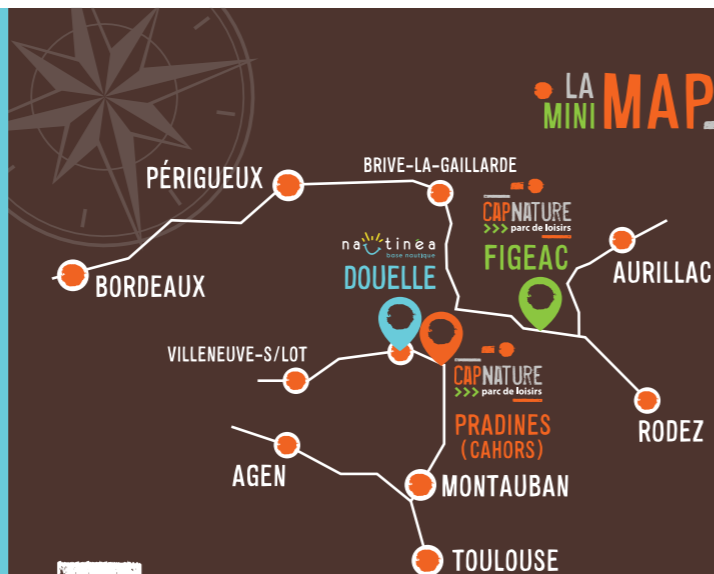 LA
MINI MAP
BRIVE-LA-GAILLARDE
PÉRIGUEUX
CAPNATURE
>>> parc de loisirs
FIGEAC
nautinéa
base nautique
DOUELLE
AURILLAC
BORDEAUX
VILLENEUVE-S/LOT
CAPNATURE
>>> parc de loisirs
PRADINES
(CAHORS)
RODEZ
AGEN
MONTAUBAN
TOULOUSE